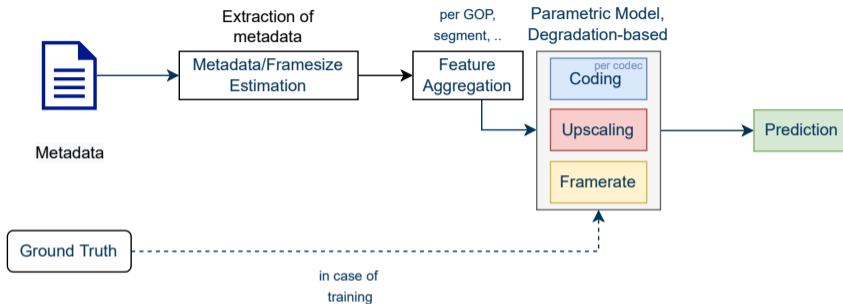 Extraction of
metadata
per GOP,
segment, ..
Parametric Model,
Degradation-based
Metadata/Framesize
Estimation
Feature
Aggregation
per codec
Coding
Upscaling
Framerate
Prediction
Metadata
Ground Truth
in case of
training